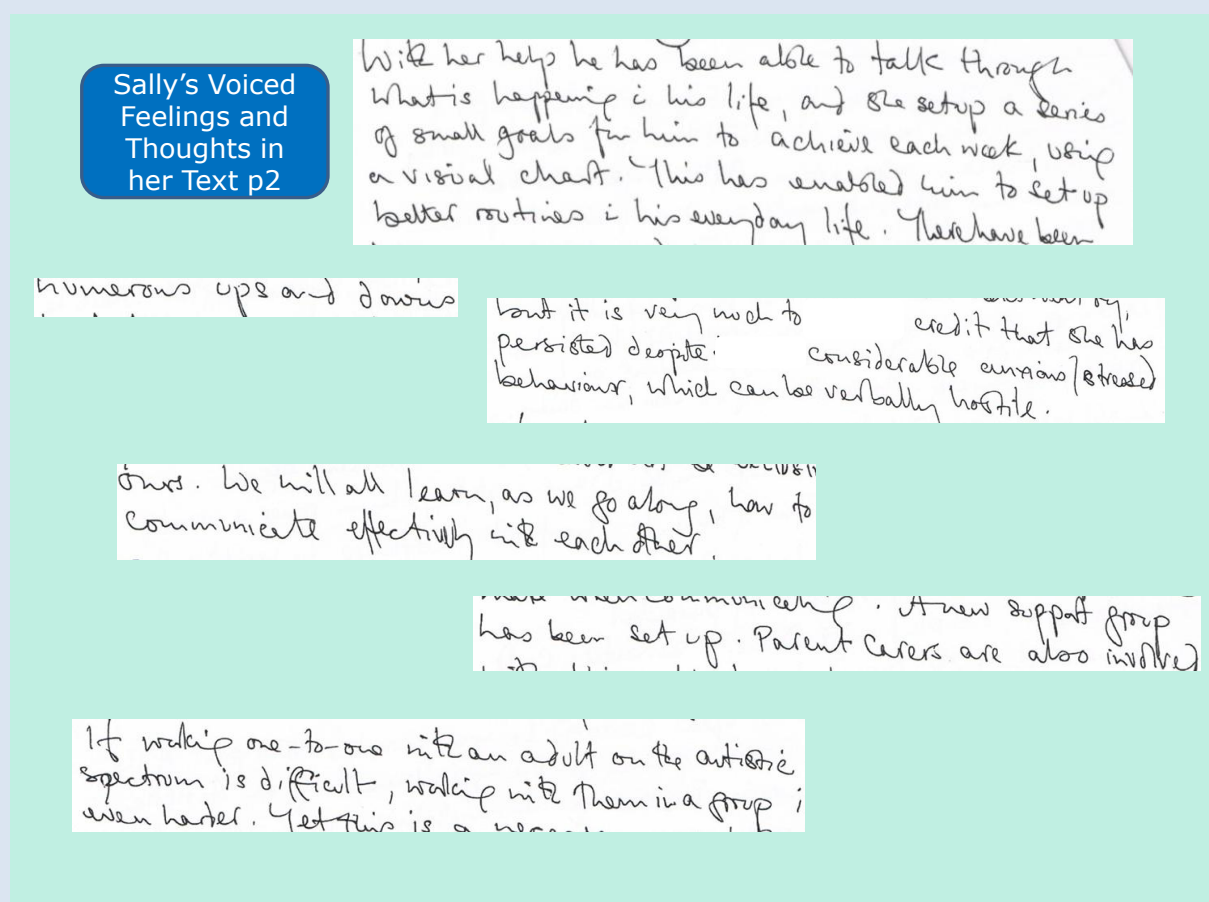 Sally's Voiced
Feelings and
Thoughts in
her Text p2
With her help he has been able to talk through
what is happening i his life, and she set up a series
of small goals for him to achieve each week, using
a visual chart. This has enabled him to set up
better routines i his everyday life. There have been
numerous ups and downs
but it is very much to credit that she has
persisted despite considerable anxious/stressed
behaviour, which can be verbally hostile.
ours. We will all learn, as we go along, how to
communicate effectively with each other.
when communicating. A new support group
has been set up. Parent carers are also involved
If working one-to-one with an adult on the autistic
spectrum is difficult, working with them in a group i
even harder. Yet this is a